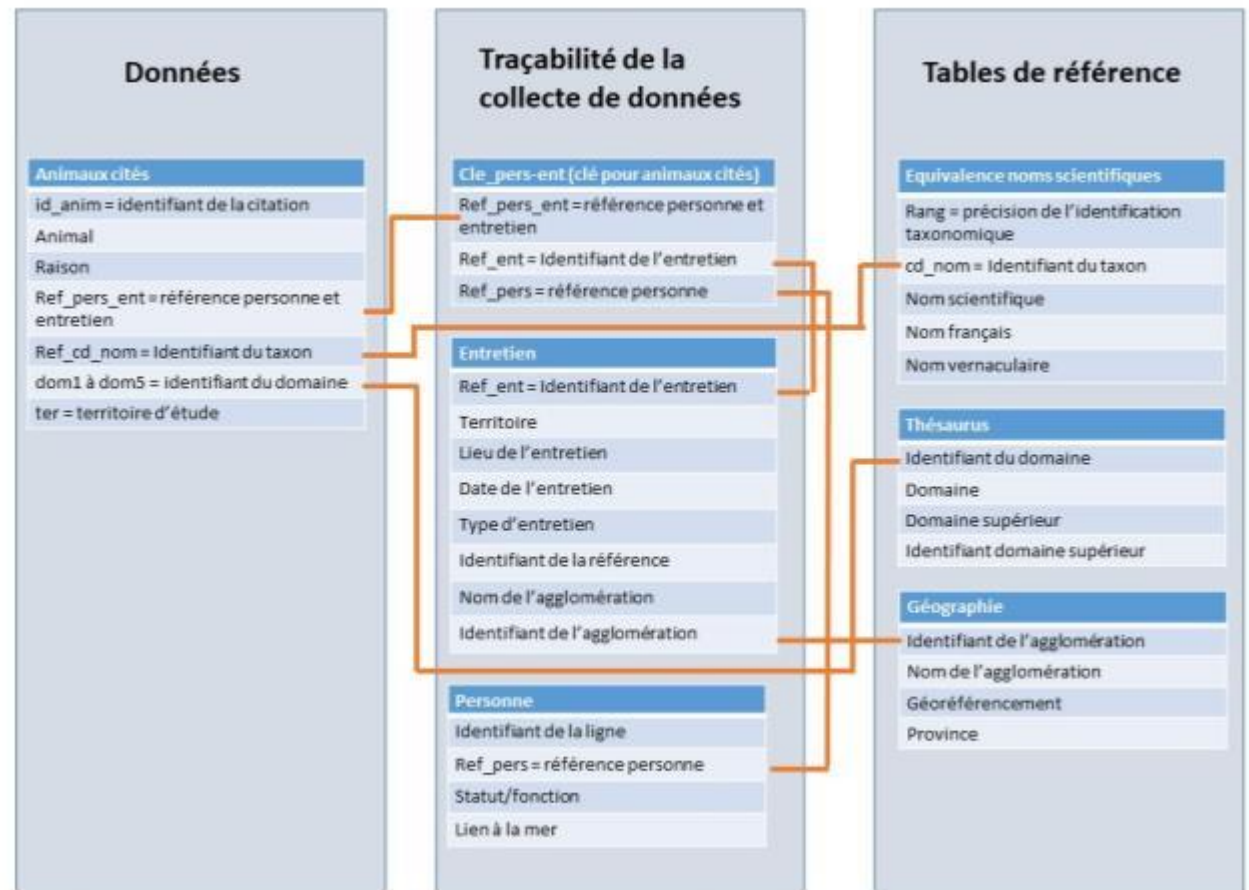 Données
Animaux cités
id_anim = identifiant de la citation
Animal
Raison
Ref_pers_ent = référence personne et
entretien
Ref_cd_nom = Identifiant du taxon
dom1 à dom5 = identifiant du domaine
ter = territoire d'étude
Traçabilité de la
collecte de données
Cle_pers-ent (clé pour animaux cités)
Ref_pers_ent = référence personne et
entretien
Ref_ent = Identifiant de l'entretien
Ref_pers = référence personne
Entretien
Ref_ent = Identifiant de l'entretien
Territoire
Lieu de l'entretien
Date de l'entretien
Type d'entretien
Identifiant de la référence
Nom de l'agglomération
Identifiant de l'agglomération
Personne
Identifiant de la ligne
Ref_pers = référence personne
Statut/fonction
Lien à la mer
Tables de référence
Equivalence noms scientifiques
Rang = précision de l'identification
taxonomique
cd_nom = Identifiant du taxon
Nom scientifique
Nom français
Nom vernaculaire
Thésaurus
Identifiant du domaine
Domaine
Domaine supérieur
Identifiant domaine supérieur
Géographie
Identifiant de l'agglomération
Nom de l'agglomération
Géoréférencement
Province